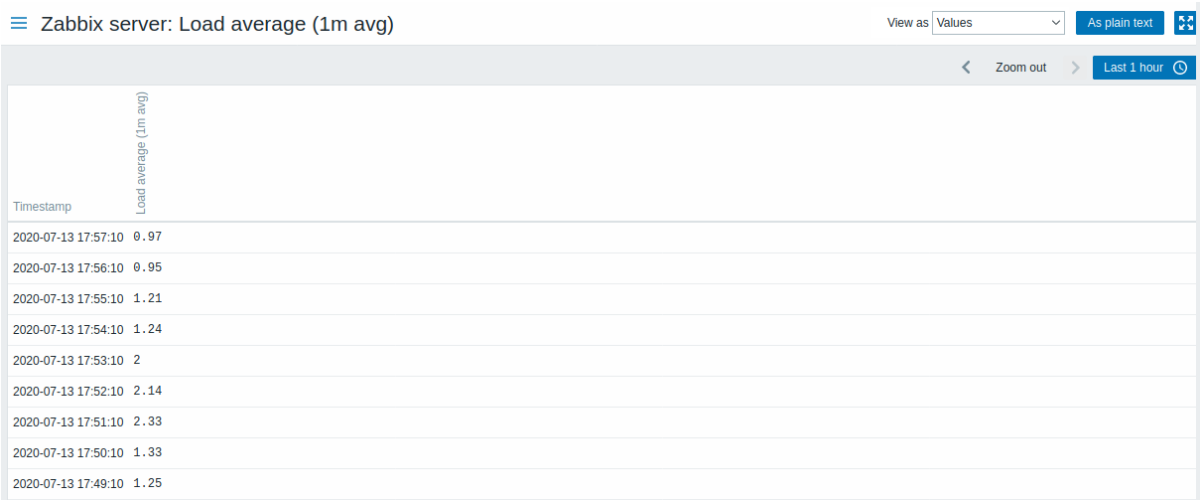 Zabbix server: Load average (1m avg)
View as Values As plain text
Zoom out Last 1 hour
Timestamp Load average (1m avg)
2020-07-13 17:57:10 0.97
2020-07-13 17:56:10 0.95
2020-07-13 17:55:10 1.21
2020-07-13 17:54:10 1.24
2020-07-13 17:53:10 2
2020-07-13 17:52:10 2.14
2020-07-13 17:51:10 2.33
2020-07-13 17:50:10 1.33
2020-07-13 17:49:10 1.25